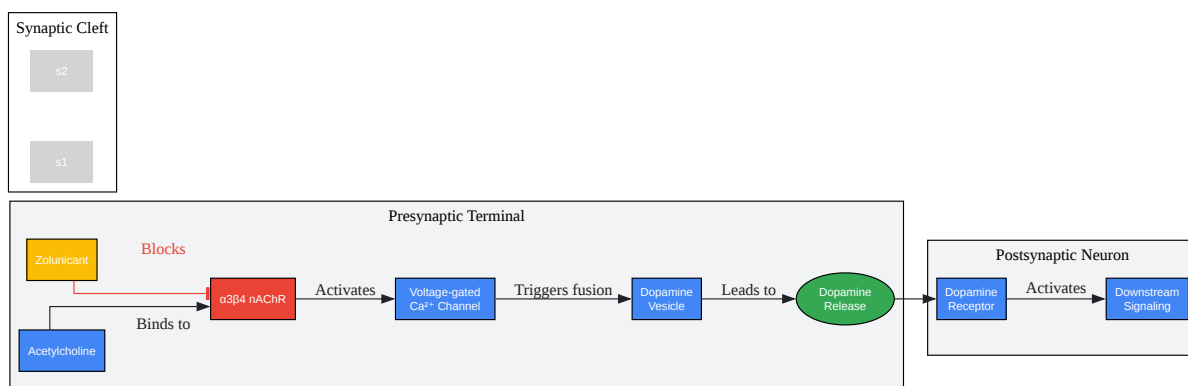 Synaptic Cleft
s2
s1
Presynaptic Terminal
Zolunicant
Blocks
α3β4 nAChR
Binds to
Acetylcholine
Activates
Voltage-gated
Ca²⁺ Channel
Triggers fusion
Dopamine
Vesicle
Leads to
Dopamine
Release
Postsynaptic Neuron
Dopamine
Receptor
Activates
Downstream
Signaling